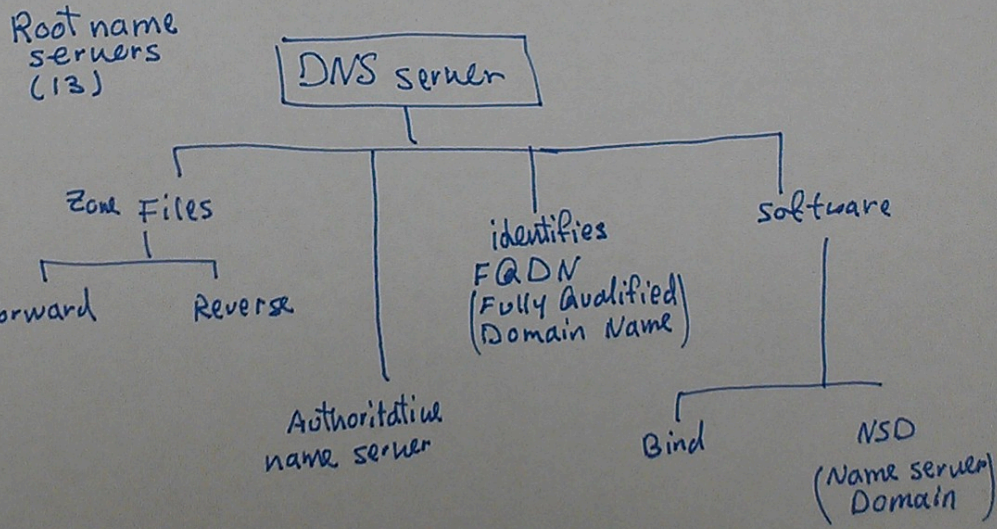 Root name
servers
(13)
DNS server
Zone Files
Software
identifies
FQDN
(Fully Qualified
Domain Name)
orward
Reverse
Authoritative
name server
Bind
NSD
(Name server
Domain)